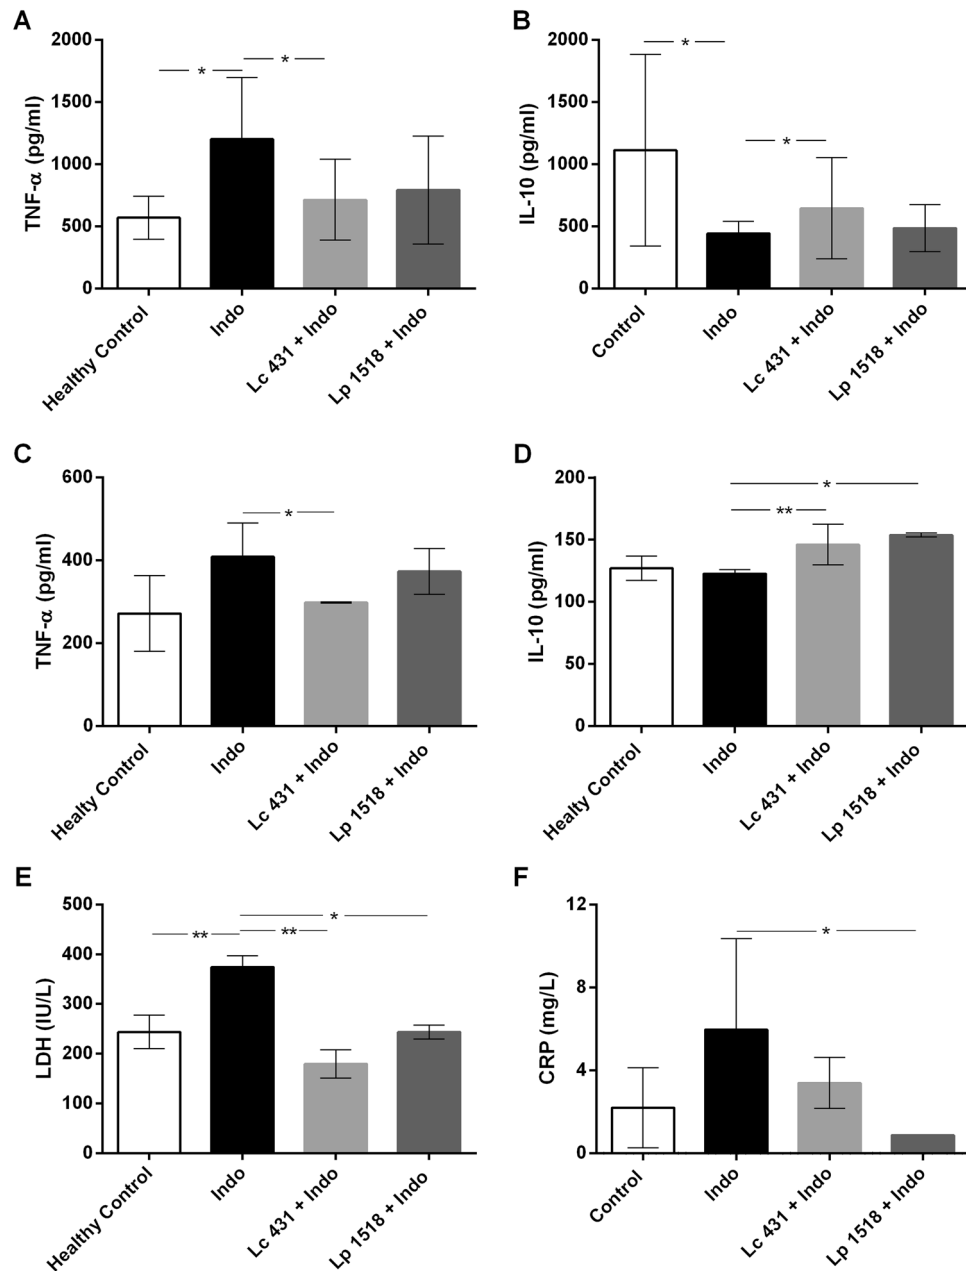 A
TNF-α (pg/ml)
2000
1500
1000
500
0
*
*
Healthy Control
Indo
Lc 431 + Indo
Lp 1518 + Indo
B
IL-10 (pg/ml)
2000
1500
1000
500
0
*
*
Control
Indo
Lc 431 + Indo
Lp 1518 + Indo
C
TNF-α (pg/ml)
600
400
200
0
*
Healty Control
Indo
Lc 431 + Indo
Lp 1518 + Indo
D
IL-10 (pg/ml)
200
150
100
50
0
*
**
Healty Control
Indo
Lc 431 + Indo
Lp 1518 + Indo
E
LDH (IU/L)
500
400
300
200
100
0
*
**
**
Healthy Control
Indo
Lc 431 + Indo
Lp 1518 + Indo
F
CRP (mg/L)
12
8
4
0
*
Control
Indo
Lc 431 + Indo
Lp 1518 + Indo